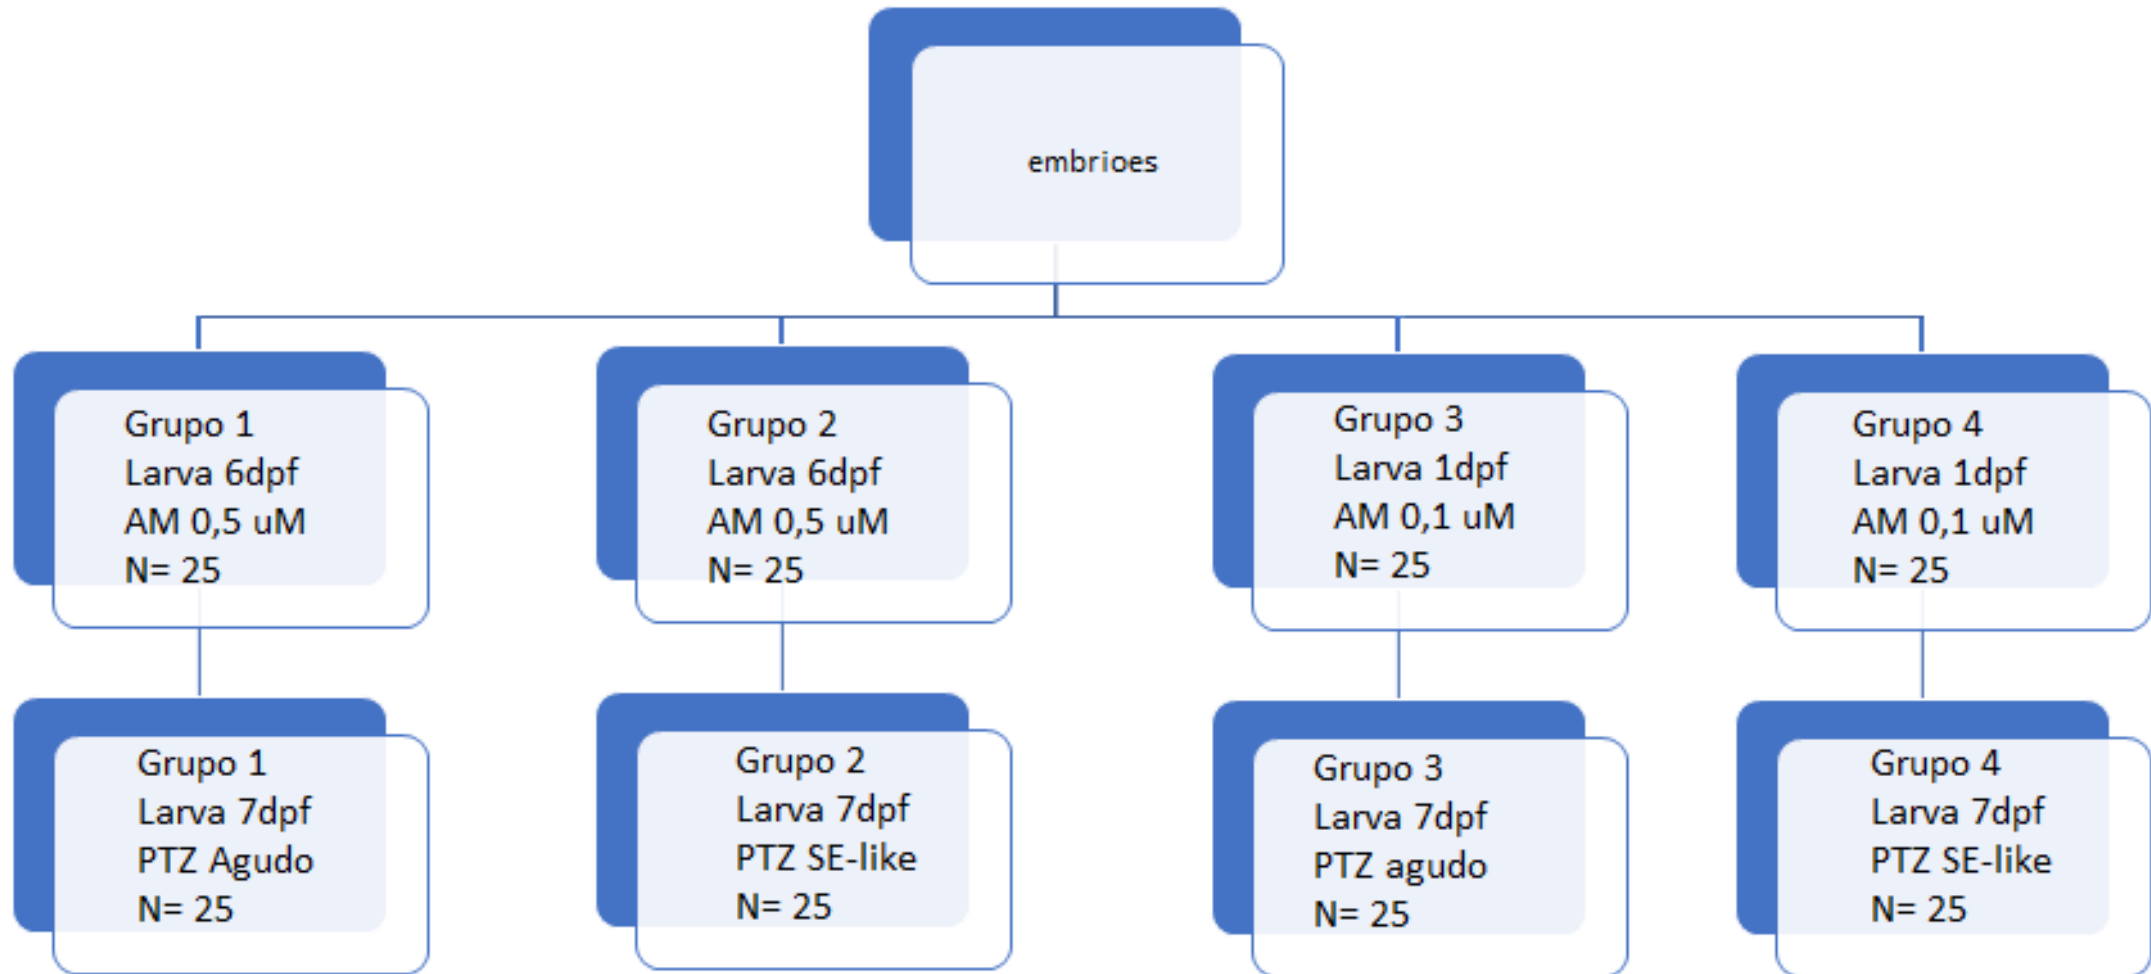 embrioes
Grupo 1
Larva 6dpf
AM 0,5 uM
N= 25
Grupo 2
Larva 6dpf
AM 0,5 uM
N= 25
Grupo 3
Larva 1dpf
AM 0,1 uM
N= 25
Grupo 4
Larva 1dpf
AM 0,1 uM
N= 25
Grupo 1
Larva 7dpf
PTZ Agudo
N= 25
Grupo 2
Larva 7dpf
PTZ SE-like
N= 25
Grupo 3
Larva 7dpf
PTZ agudo
N= 25
Grupo 4
Larva 7dpf
PTZ SE-like
N= 25